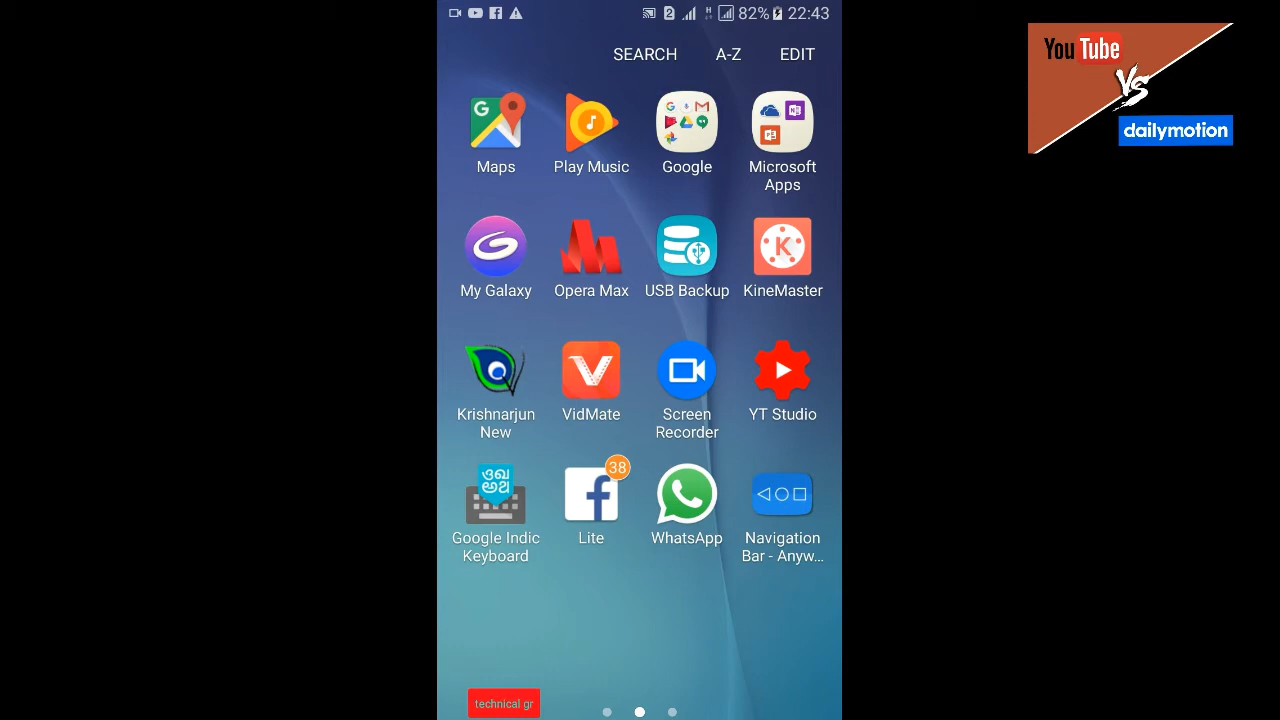 82% 22:43
SEARCH A-Z EDIT
You Tube
Vs
dailymotion
Maps Play Music Google Microsoft
Apps
My Galaxy Opera Max USB Backup KineMaster
K
Krishnarjun VidMate Screen YT Studio
New Recorder
38
Google Indic Lite WhatsApp Navigation
Keyboard Bar - Anyw...
technical gr